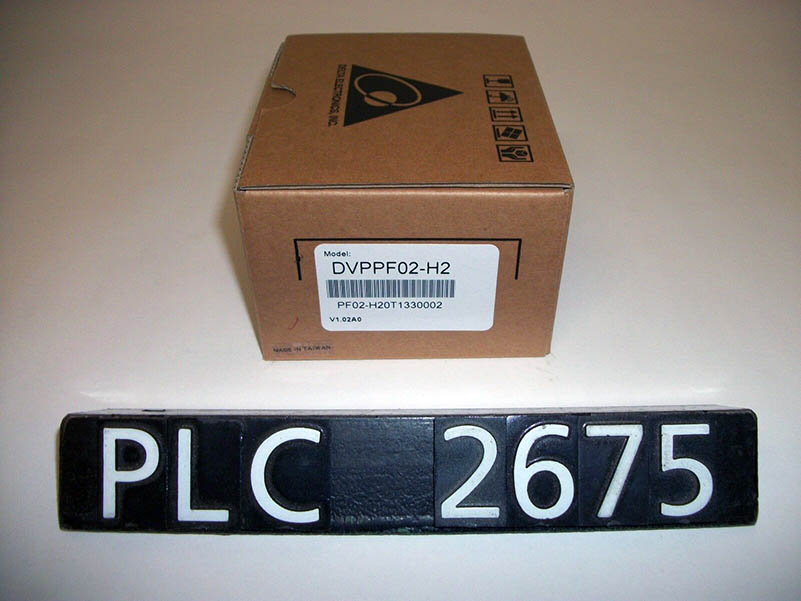 DELTA ELECTRONICS, INC.
Model:
DVPPF02-H2
PF02-H20T1330002
V1.02A0
MADE IN TAIWAN
PLC 2675